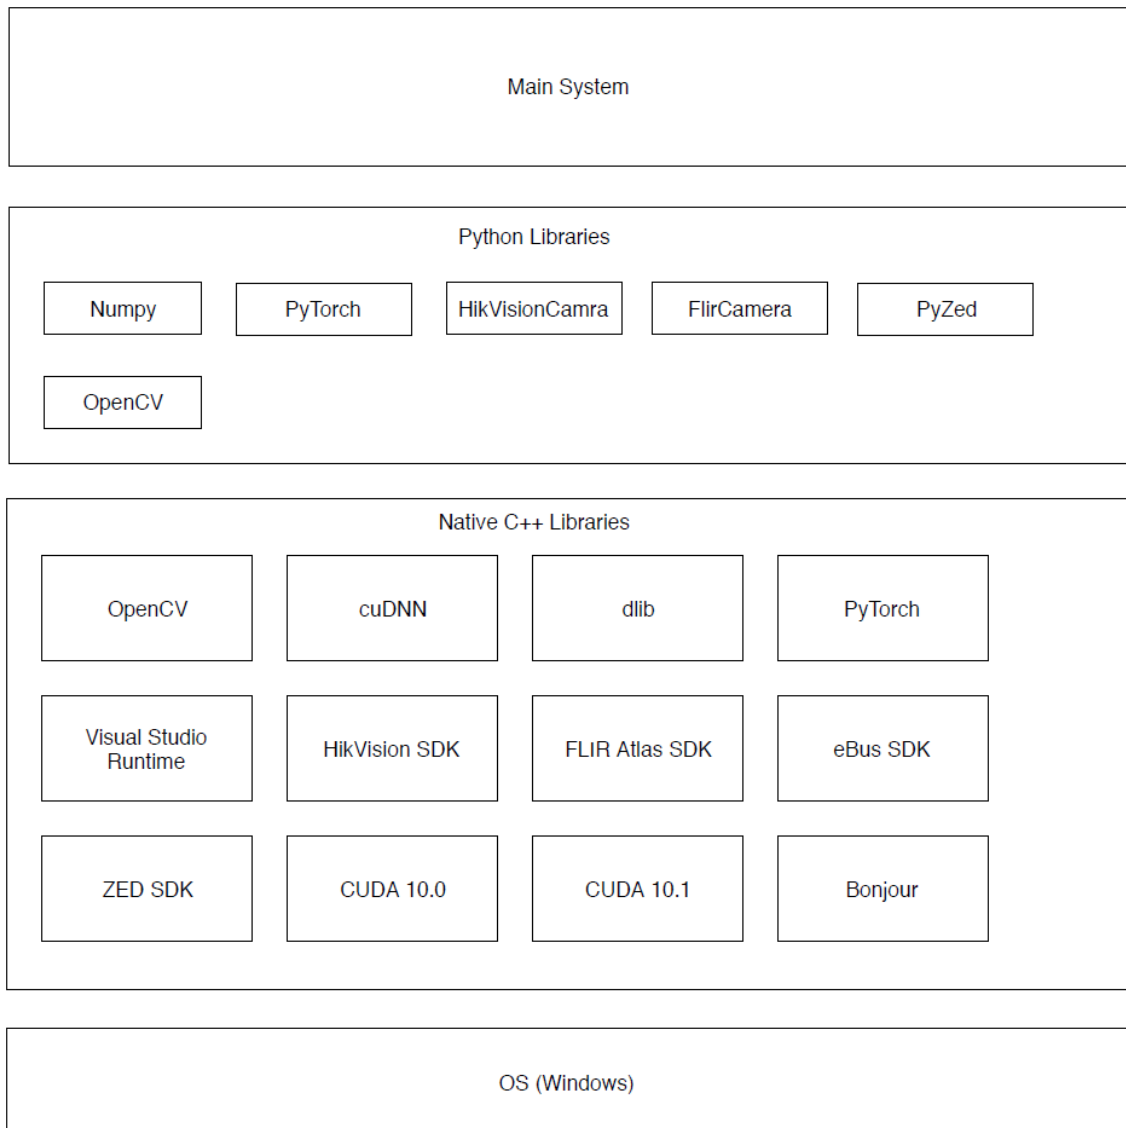 Main System
Python Libraries
Numpy
PyTorch
HikVisionCamra
FlirCamera
PyZed
OpenCV
Native C++ Libraries
OpenCV
cuDNN
dlib
PyTorch
Visual Studio
Runtime
HikVision SDK
FLIR Atlas SDK
eBus SDK
ZED SDK
CUDA 10.0
CUDA 10.1
Bonjour
OS (Windows)